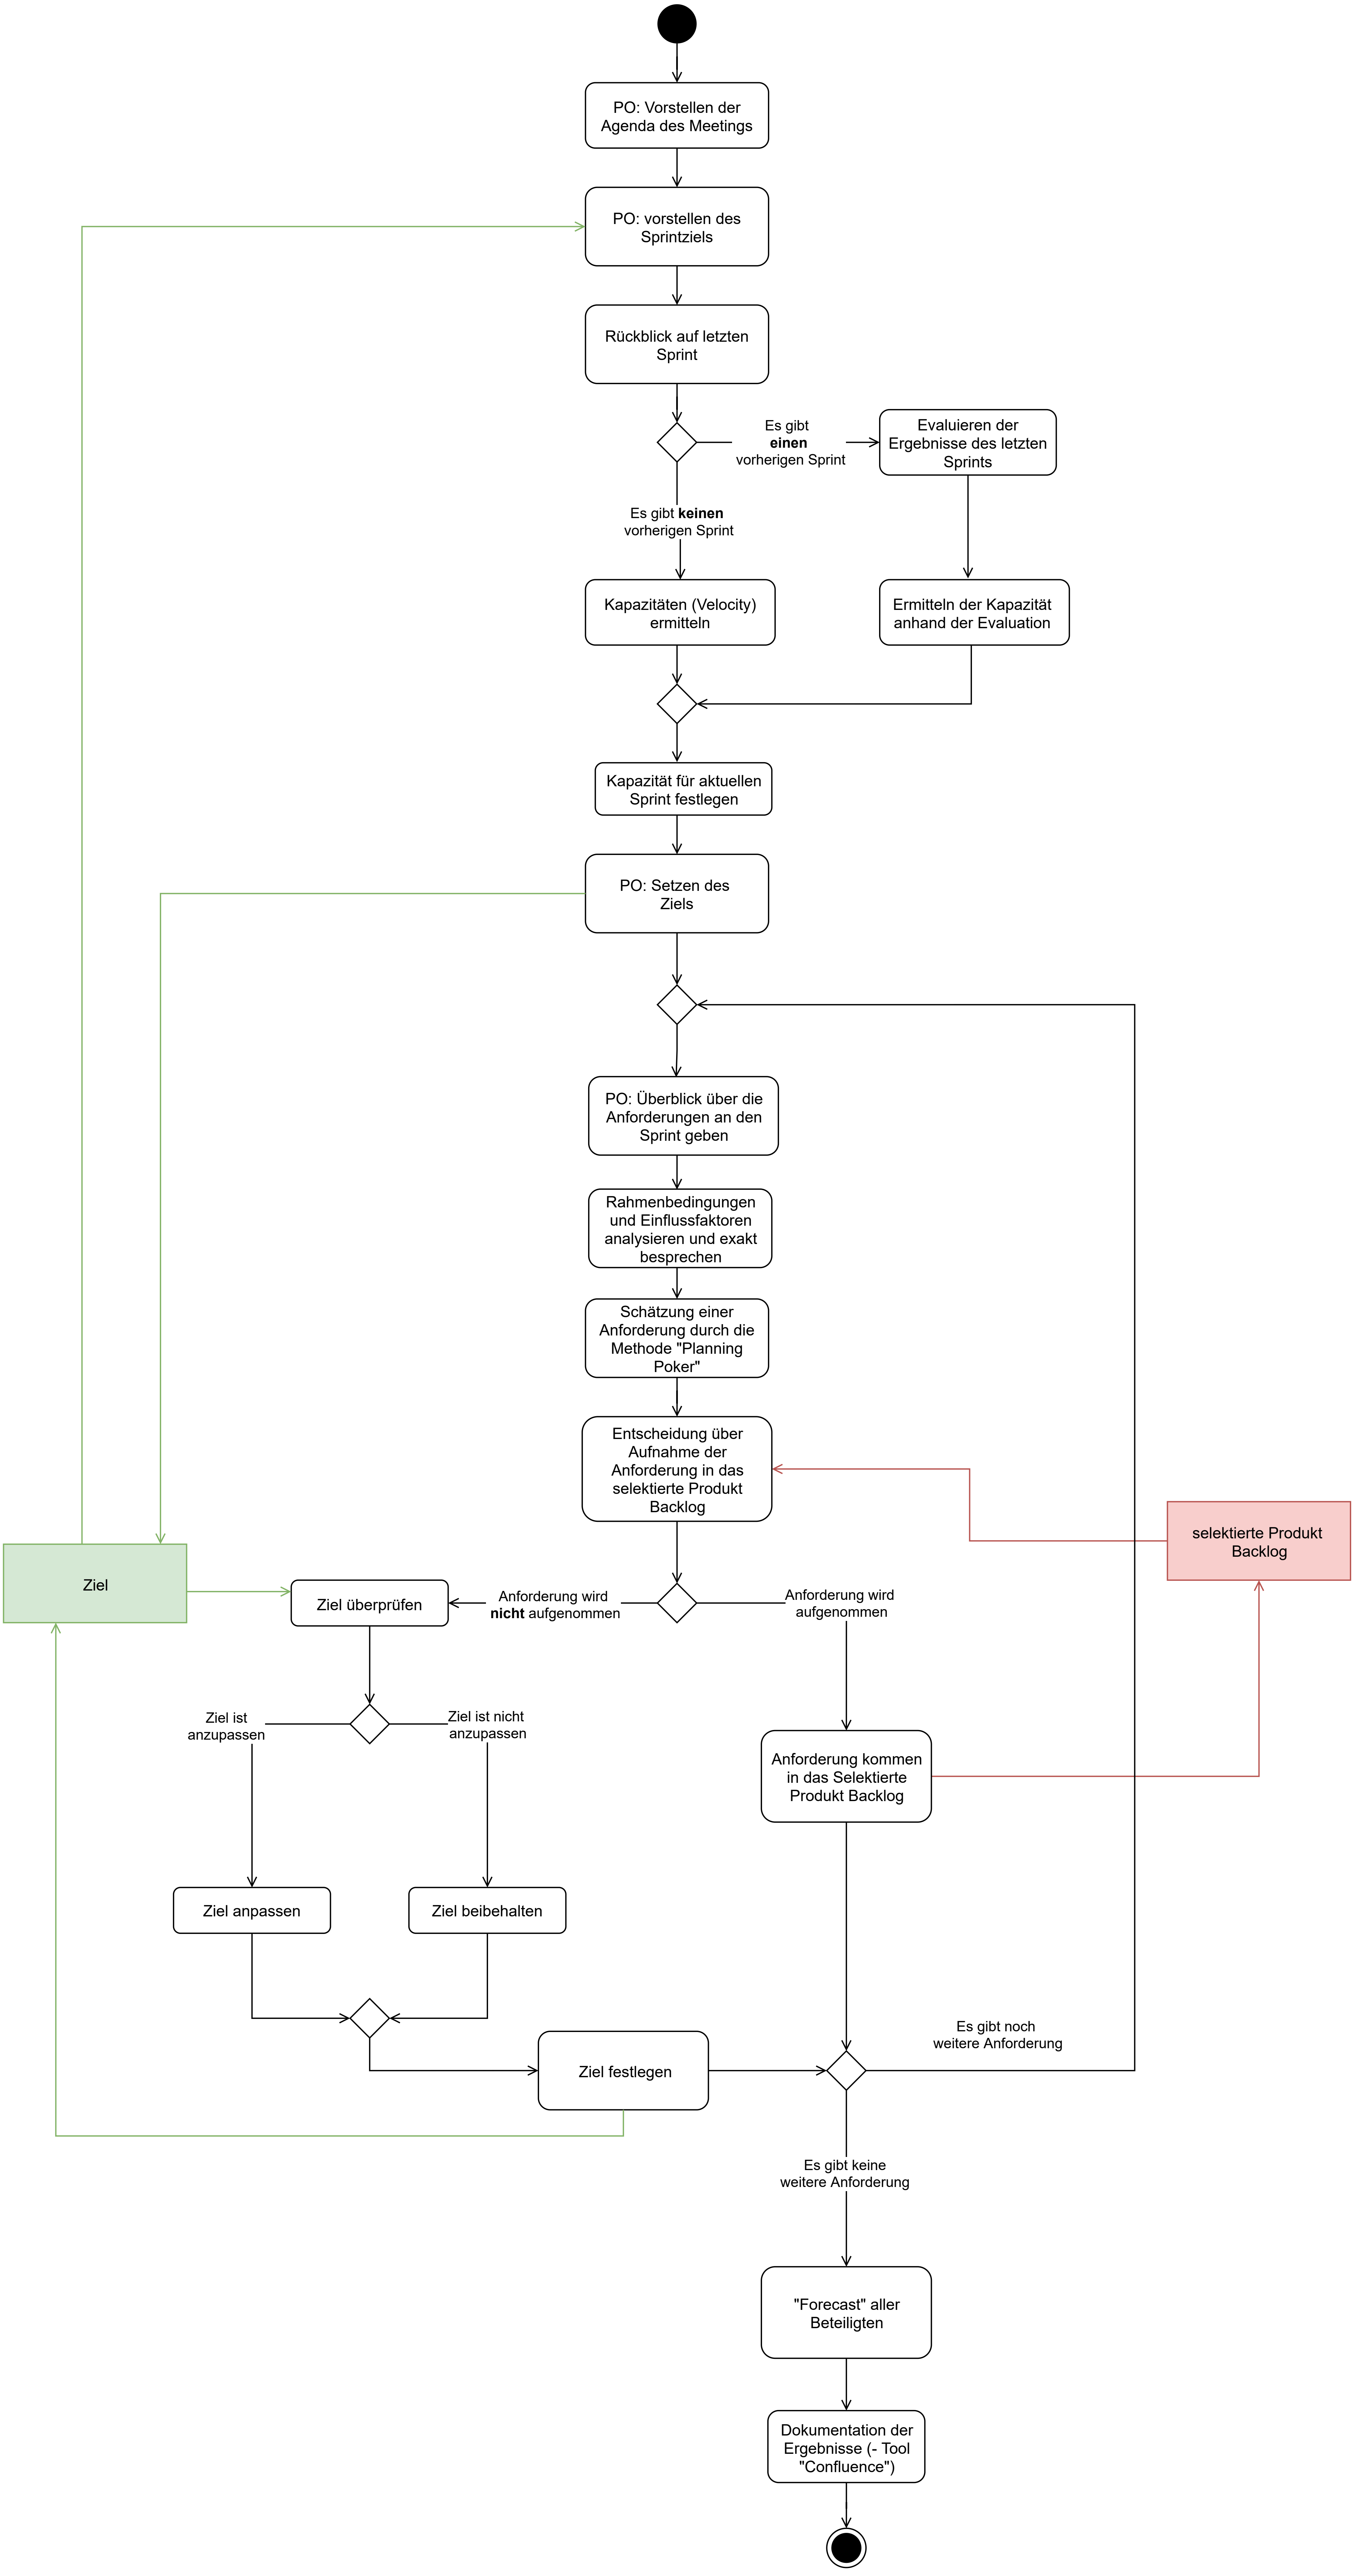 PO: Vorstellen der
Agenda des Meetings
PO: vorstellen des
Sprintziels
Rückblick auf letzten
Sprint
Es gibt
einen
vorherigen Sprint
Evaluieren der
Ergebnisse des letzten
Sprints
Es gibt keinen
vorherigen Sprint
Kapazitäten (Velocity)
ermitteln
Ermitteln der Kapazität
anhand der Evaluation
Kapazität für aktuellen
Sprint festlegen
PO: Setzen des
Ziels
PO: Überblick über die
Anforderungen an den
Sprint geben
Rahmenbedingungen
und Einflussfaktoren
analysieren und exakt
besprechen
Schätzung einer
Anforderung durch die
Methode "Planning
Poker"
Entscheidung über
Aufnahme der
Anforderung in das
selektierte Produkt
Backlog
selektierte Produkt
Backlog
Ziel
Ziel überprüfen
Anforderung wird
nicht aufgenommen
Anforderung wird
aufgenommen
Ziel ist
anzupassen
Ziel ist nicht
anzupassen
Anforderung kommen
in das Selektierte
Produkt Backlog
Ziel anpassen
Ziel beibehalten
Es gibt noch
weitere Anforderung
Ziel festlegen
Es gibt keine
weitere Anforderung
"Forecast" aller
Beteiligten
Dokumentation der
Ergebnisse (- Tool
"Confluence")